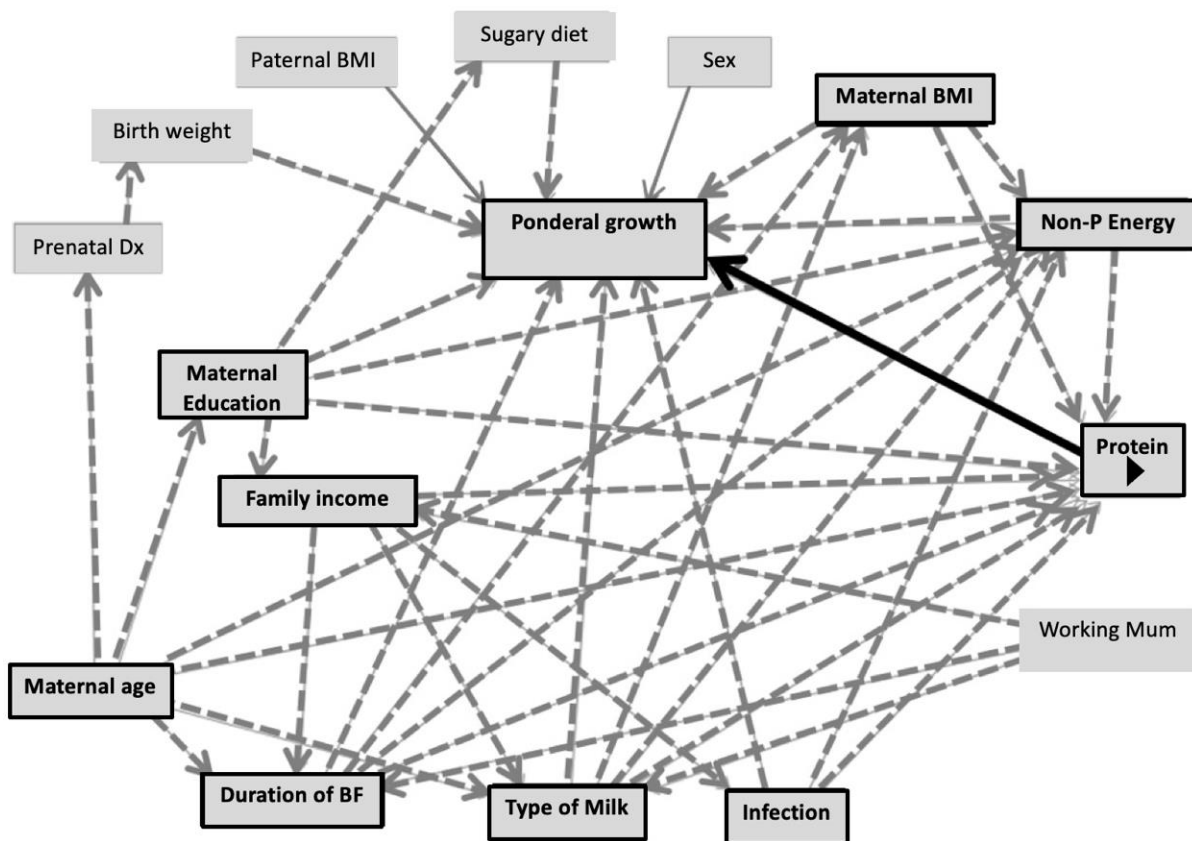 Sugary diet
Paternal BMI
Sex
Maternal BMI
Birth weight
Ponderal growth
Non-P Energy
Prenatal Dx
Maternal
Education
Protein
Family income
Working Mum
Maternal age
Duration of BF
Type of Milk
Infection